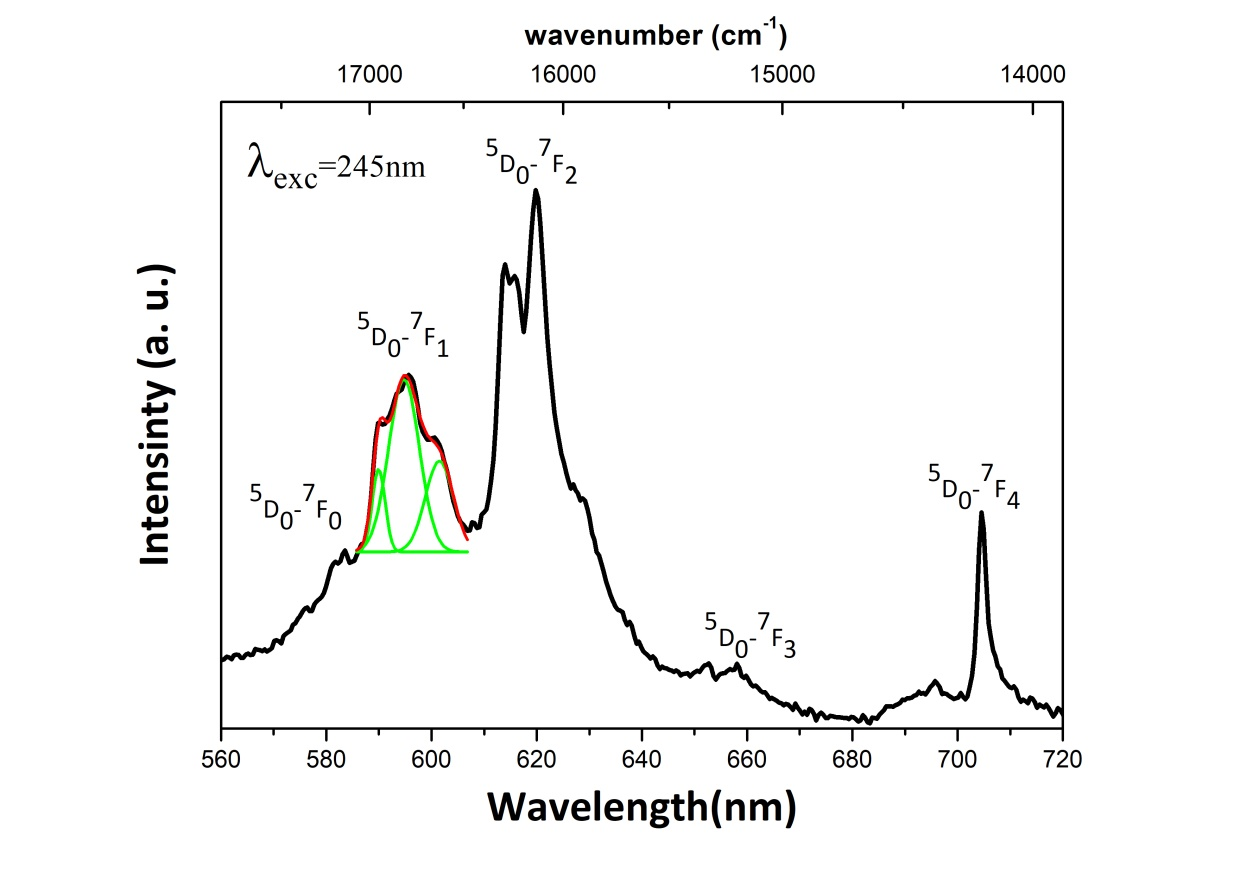 wavenumber (cm⁻¹)
17000 16000 15000 14000
λexc=245nm
⁵D₀-⁷F₂
⁵D₀-⁷F₁
⁵D₀-⁷F₀
⁵D₀-⁷F₄
⁵D₀-⁷F₃
Intensinty (a. u.)
560 580 600 620 640 660 680 700 720
Wavelength(nm)